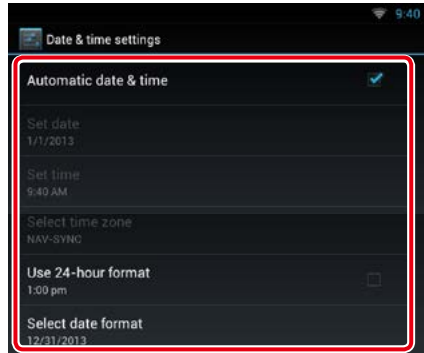 9:40
Date & time settings
Automatic date & time
Set date
1/1/2013
Set time
9:40 AM
Select time zone
NAV-SYNC
Use 24-hour format
1:00 pm
Select date format
12/31/2013